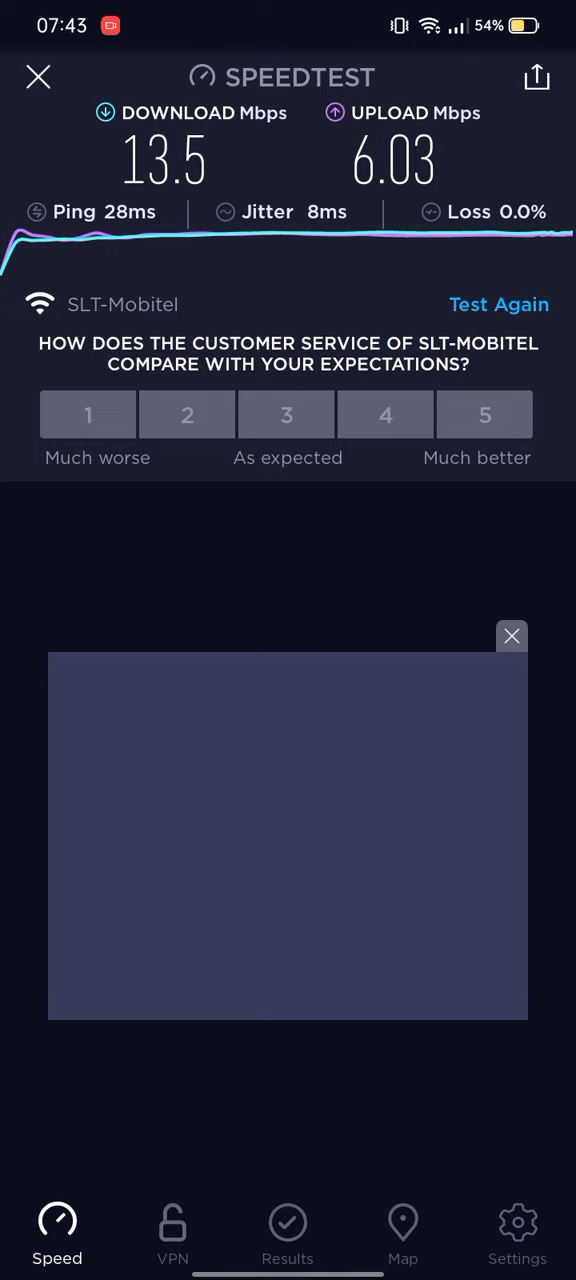 07:43 54%
SPEEDTEST
DOWNLOAD Mbps UPLOAD Mbps
13.5 6.03
Ping 28ms Jitter 8ms Loss 0.0%
SLT-Mobitel Test Again
HOW DOES THE CUSTOMER SERVICE OF SLT-MOBITEL
COMPARE WITH YOUR EXPECTATIONS?
1 2 3 4 5
Much worse As expected Much better
Speed VPN Results Map Settings